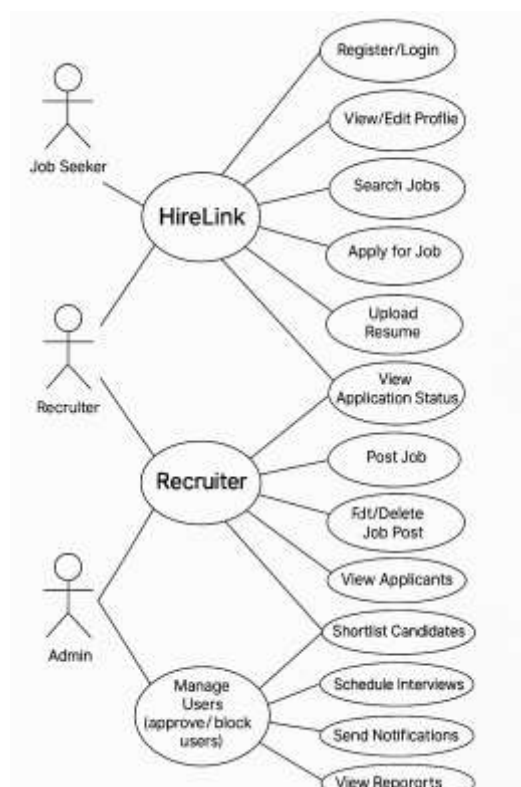 Register/Login
View/Edit Proflie
Job Seeker
Search Jobs
HireLink
Apply for Job
Upload
Resume
View
Application Status
Recrulter
Post Job
Recruiter
Fdt/Delete
Job Post
View Applicants
Shortlist Candidates
Admin
Manage
Users
(approve/block
users)
Schedule Interviews
Send Notifications
View Repororts